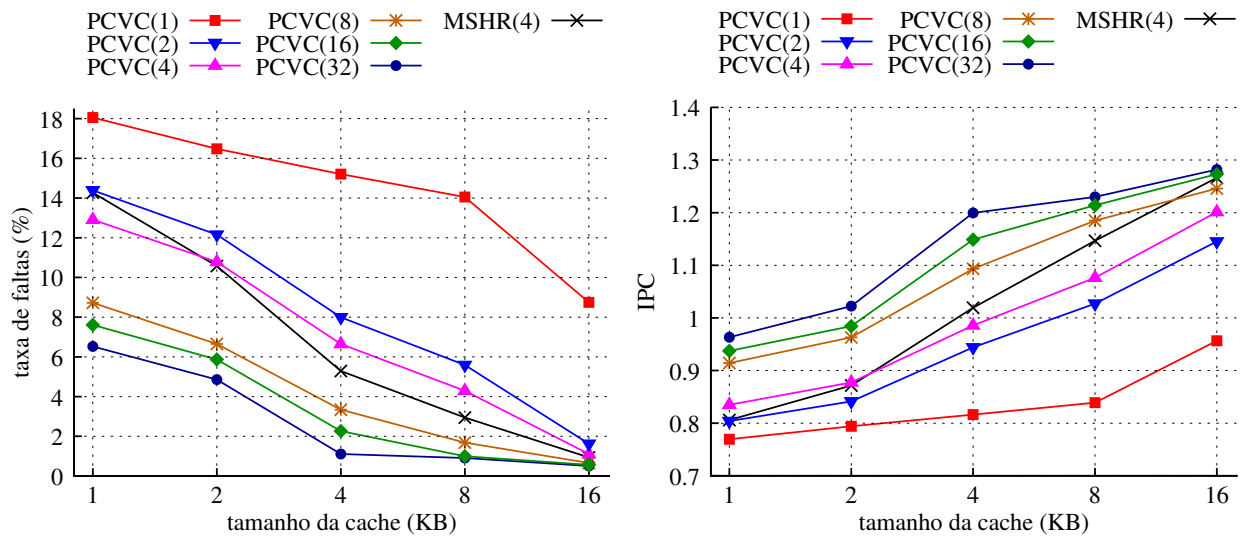 PCVC(1) PCVC(8) MSHR(4)
PCVC(2) PCVC(16)
PCVC(4) PCVC(32)
18
16
14
12
10
8
6
4
2
0
taxa de faltas (%)
1 2 4 8 16
tamanho da cache (KB)
PCVC(1) PCVC(8) MSHR(4)
PCVC(2) PCVC(16)
PCVC(4) PCVC(32)
1.4
1.3
1.2
1.1
1
0.9
0.8
0.7
IPC
1 2 4 8 16
tamanho da cache (KB)